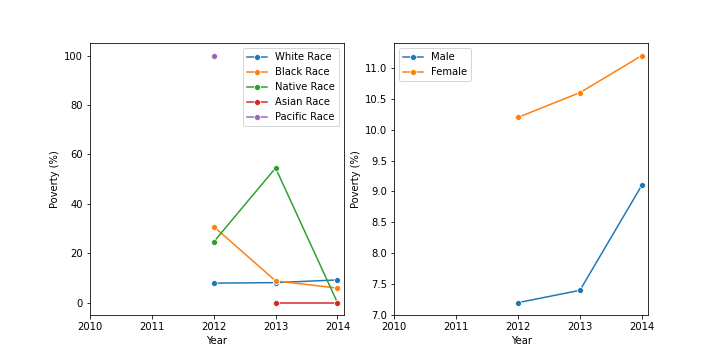 100
80
60
40
20
0
Poverty (%)
2010 2011 2012 2013 2014
Year
White Race
Black Race
Native Race
Asian Race
Pacific Race
11.0
10.5
10.0
9.5
9.0
8.5
8.0
7.5
7.0
Poverty (%)
2010 2011 2012 2013 2014
Year
Male
Female